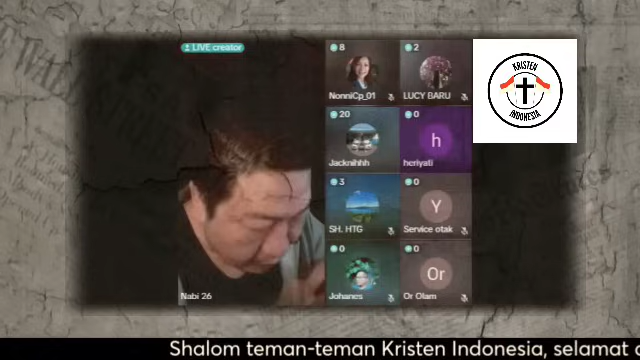 LIVE creator
8
2
NonniCp_01
LUCY BARU
20
0
h
Jacknihhh
heriyati
3
0
Y
SH. HTG
Service otak
0
0
Or
Nabi 26
Johanes
Or Olam
KRISTEN
INDONESIA
Shalom teman-teman Kristen Indonesia, selamat